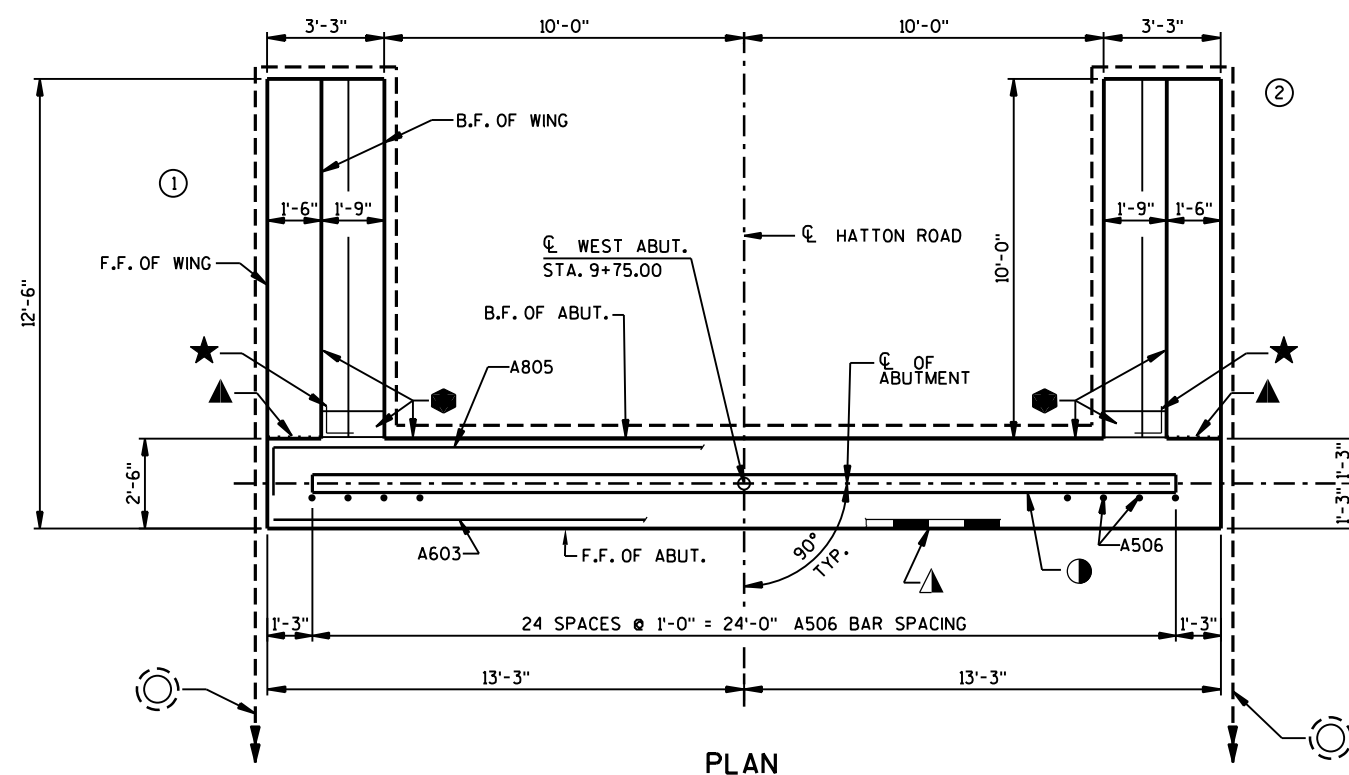 3'-3"
10'-0"
10'-0"
3'-3"
B.F. OF WING
1
2
1'-6"
1'-9"
1'-9"
1'-6"
℄ WEST ABUT.
STA. 9+75.00
℄ HATTON ROAD
F.F. OF WING
12'-6"
10'-0"
B.F. OF ABUT.
A805
℄ OF
ABUTMENT
2'-6"
1'-3"
1'-3"
A603
F.F. OF ABUT.
90°
TYP.
A506
1'-3"
24 SPACES @ 1'-0" = 24'-0" A506 BAR SPACING
1'-3"
13'-3"
13'-3"
PLAN